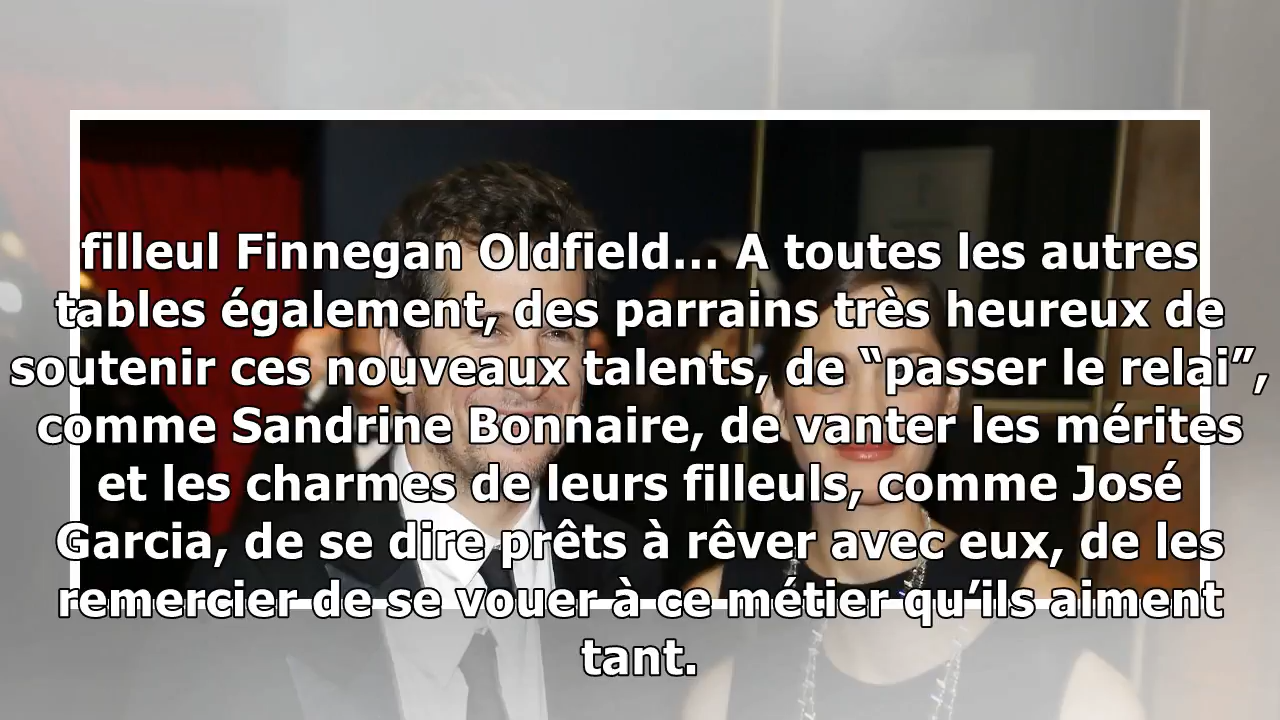 filleul Finnegan Oldfield… A toutes les autres
tables également, des parrains très heureux de
soutenir ces nouveaux talents, de “passer le relai”,
comme Sandrine Bonnaire, de vanter les mérites
et les charmes de leurs filleuls, comme José
Garcia, de se dire prêts à rêver avec eux, de les
remercier de se vouer à ce métier qu’ils aiment
tant.